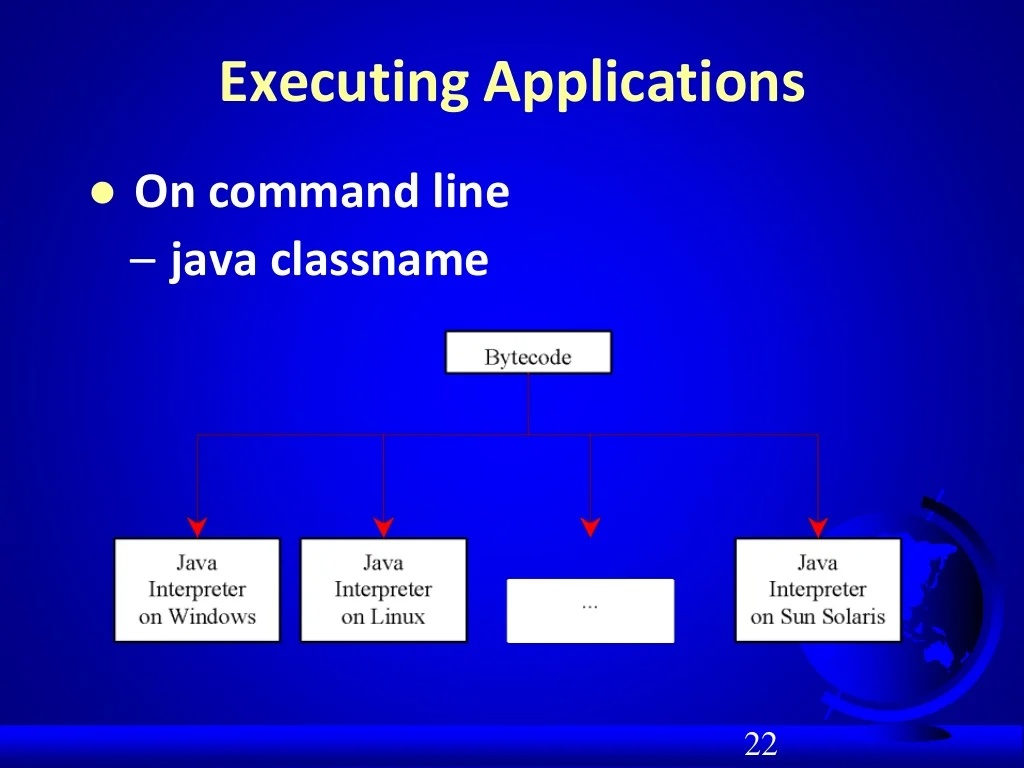 Executing Applications
● On command line
– java classname
Bytecode
Java
Interpreter
on Windows
Java
Interpreter
on Linux
...
Java
Interpreter
on Sun Solaris
22